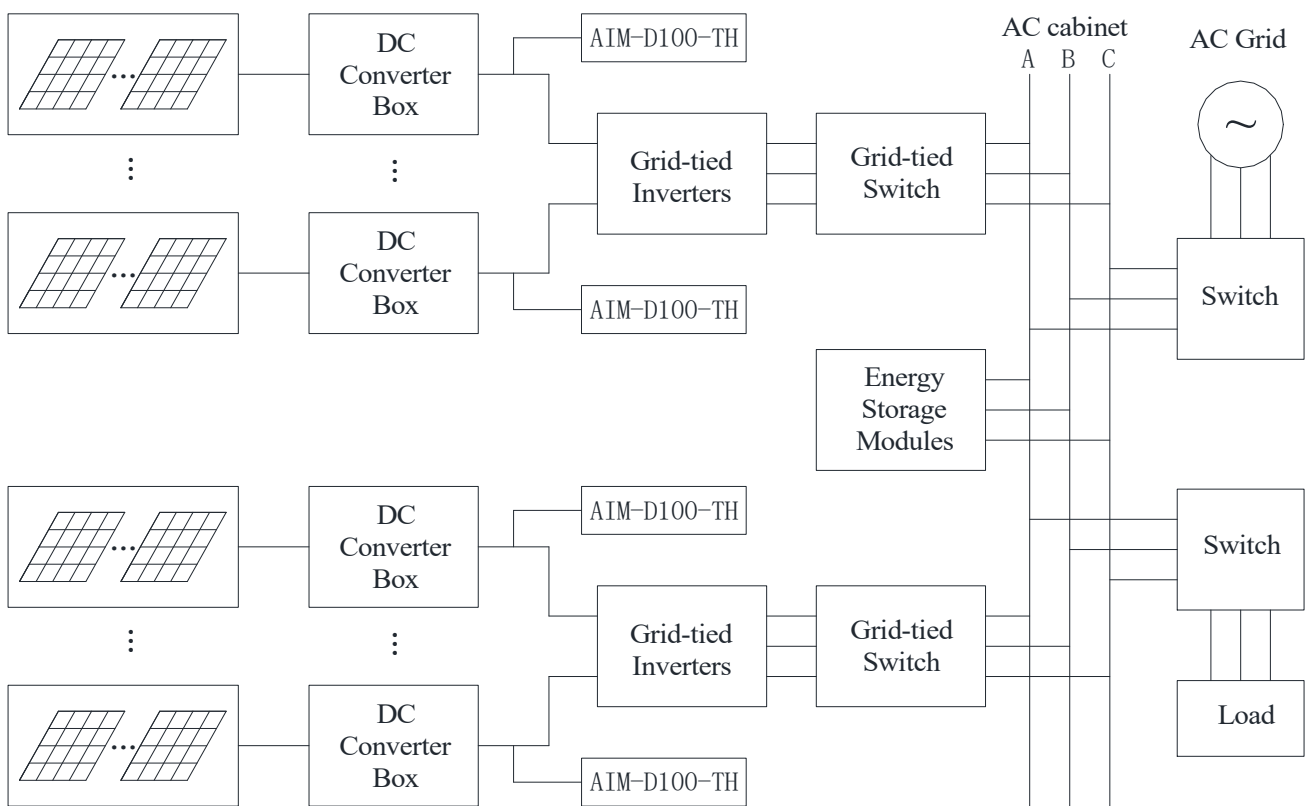 DC
Converter
Box
AIM-D100-TH
AC cabinet
A B C
AC Grid
~
Grid-tied
Inverters
Grid-tied
Switch
DC
Converter
Box
AIM-D100-TH
Switch
Energy
Storage
Modules
DC
Converter
Box
AIM-D100-TH
Switch
Grid-tied
Inverters
Grid-tied
Switch
DC
Converter
Box
AIM-D100-TH
Load